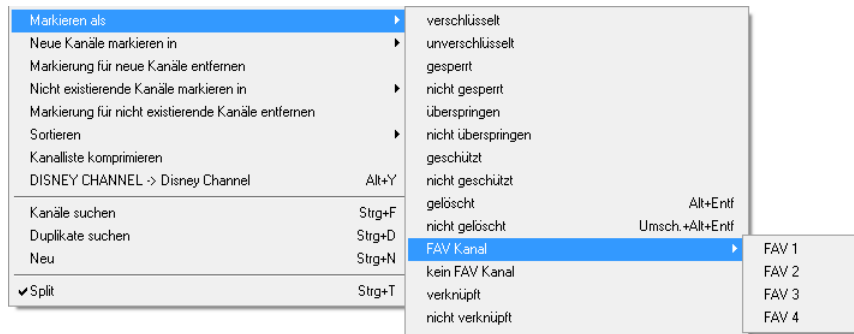 Markieren als
Neue Kanäle markieren in
Markierung für neue Kanäle entfernen
Nicht existierende Kanäle markieren in
Markierung für nicht existierende Kanäle entfernen
Sortieren
Kanalliste komprimieren
DISNEY CHANNEL -> Disney Channel Alt+Y
Kanäle suchen Strg+F
Duplikate suchen Strg+D
Neu Strg+N
Split Strg+T
verschlüsselt
unverschlüsselt
gesperrt
nicht gesperrt
überspringen
nicht überspringen
geschützt
nicht geschützt
gelöscht Alt+Entf
nicht gelöscht Umsch.+Alt+Entf
FAV Kanal
kein FAV Kanal
verknüpft
nicht verknüpft
FAV 1
FAV 2
FAV 3
FAV 4